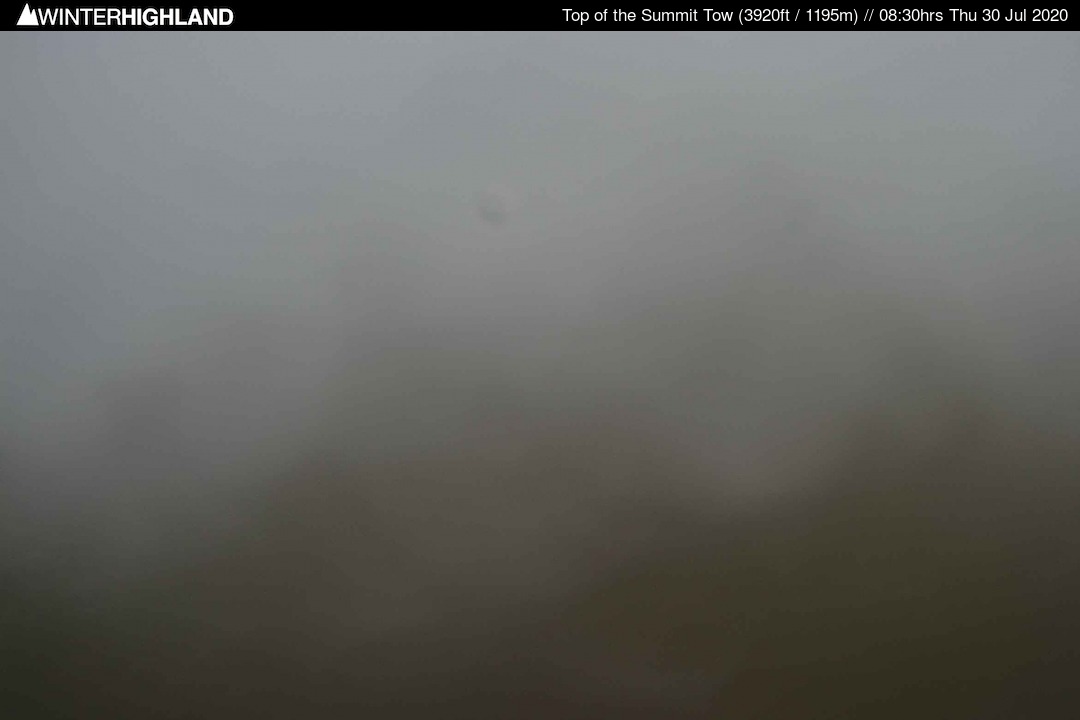 WINTERHIGHLAND
Top of the Summit Tow (3920ft / 1195m) // 08:30hrs Thu 30 Jul 2020